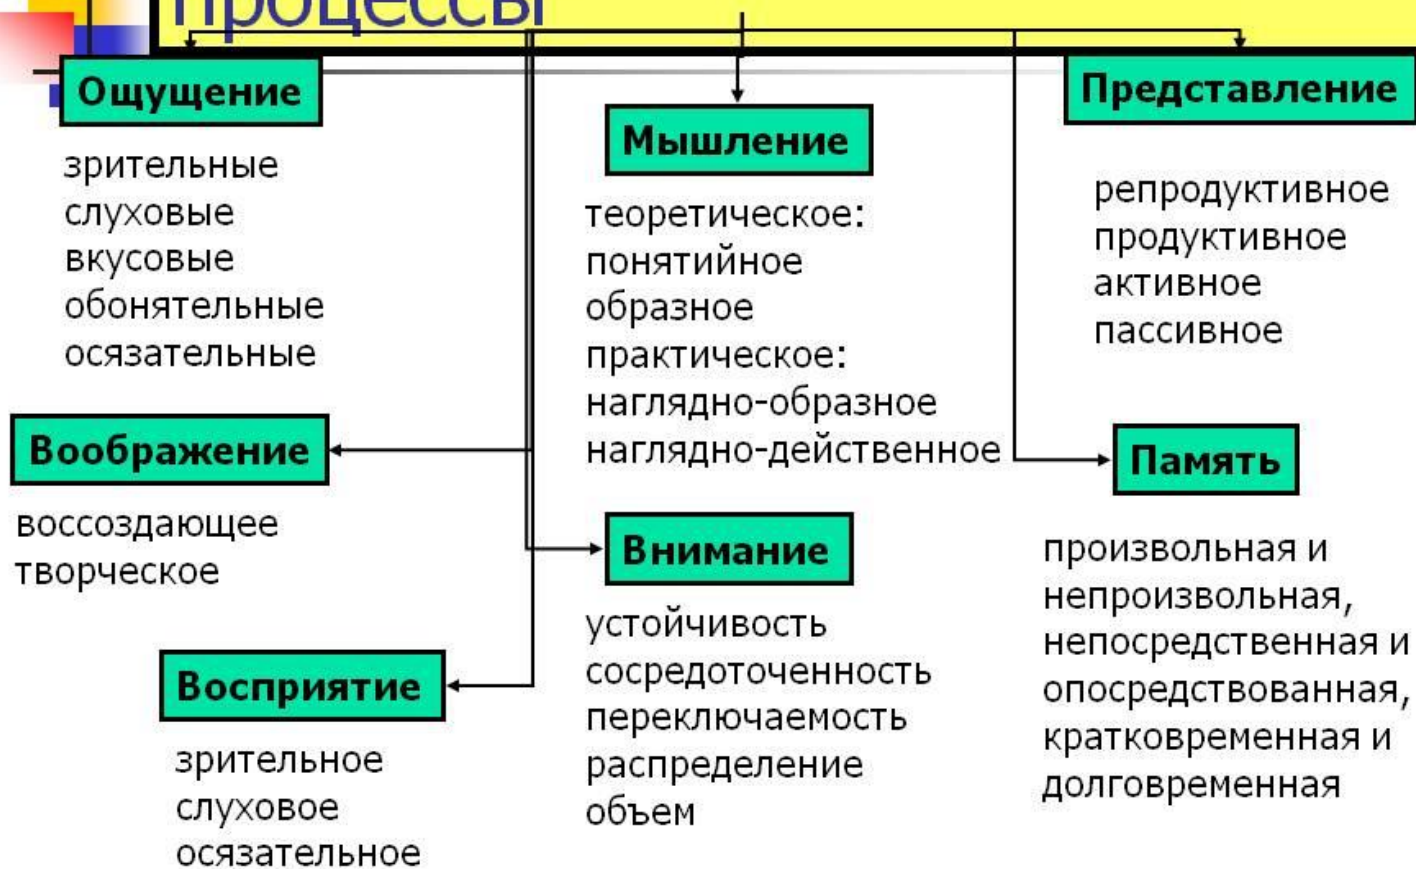 процессы
Ощущение
зрительные
слуховые
вкусовые
обонятельные
осязательные
Мышление
теоретическое:
понятийное
образное
практическое:
наглядно-образное
наглядно-действенное
Представление
репродуктивное
продуктивное
активное
пассивное
Воображение
воссоздающее
творческое
Внимание
устойчивость
сосредоточенность
переключаемость
распределение
объем
Память
произвольная и
непроизвольная,
непосредственная и
опосредствованная,
кратковременная и
долговременная
Восприятие
зрительное
слуховое
осязательное